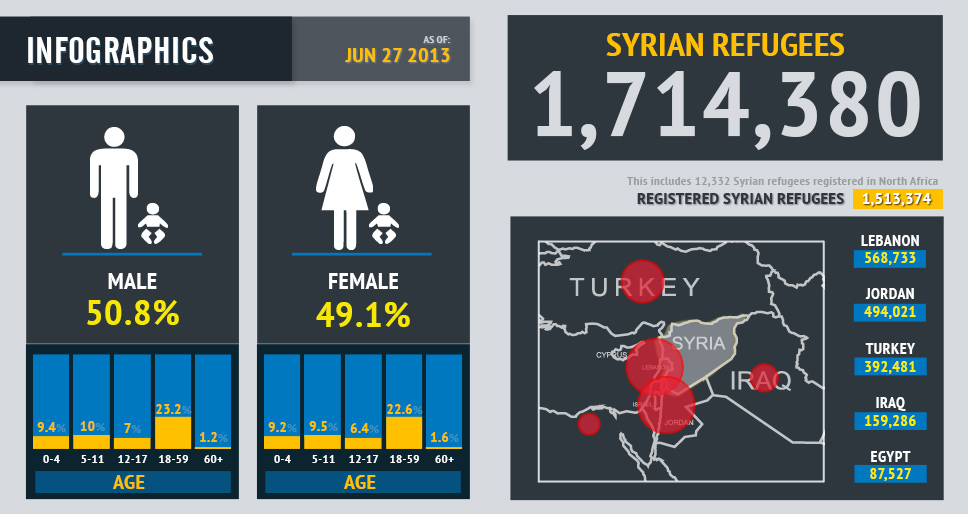 INFOGRAPHICS
AS OF:
JUN 27 2013
MALE
50.8%
9.4%
10%
7%
23.2%
1.2%
0-4
5-11
12-17
18-59
60+
AGE
FEMALE
49.1%
9.2%
9.5%
6.4%
22.6%
1.6%
0-4
5-11
12-17
18-59
60+
AGE
SYRIAN REFUGEES
1,714,380
This includes 12,332 Syrian refugees registered in North Africa
REGISTERED SYRIAN REFUGEES 1,513,374
TURKEY
SYRIA
CYPRUS
LEBANON
IRAQ
ISRAEL
JORDAN
LEBANON
568,733
JORDAN
494,021
TURKEY
392,481
IRAQ
159,286
EGYPT
87,527